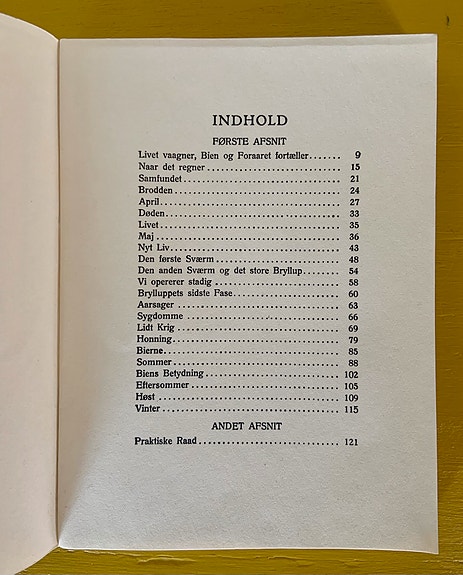 INDHOLD
FØRSTE AFSNIT
Livet vaagner, Bien og Foraaret fortæller....... 9
Naar det regner................................ 15
Samfundet..................................... 21
Brodden....................................... 24
April.......................................... 27
Døden......................................... 33
Livet.......................................... 35
Maj........................................... 36
Nyt Liv........................................ 43
Den første Sværm.............................. 48
Den anden Sværm og det store Bryllup......... 54
Vi opererer stadig............................. 58
Brylluppets sidste Fase........................ 60
Aarsager...................................... 63
Sygdomme..................................... 66
Lidt Krig...................................... 69
Honning....................................... 79
Bierne......................................... 85
Sommer....................................... 88
Biens Betydning............................... 102
Eftersommer................................... 105
Høst.......................................... 109
Vinter......................................... 115
ANDET AFSNIT
Praktiske Raad................................ 121